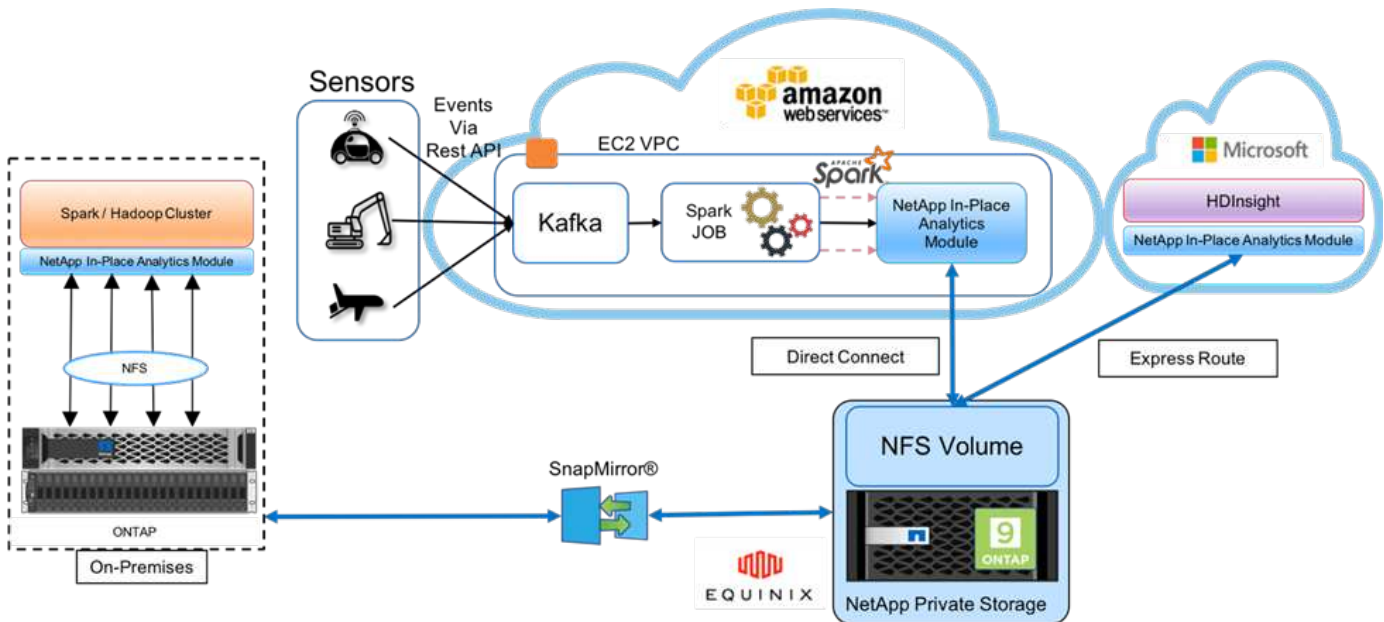 Sensors
Events
Via
Rest API
amazon
web services™
EC2 VPC
APACHE
Spark
Kafka
Spark
JOB
NetApp In-Place
Analytics
Module
Microsoft
HDInsight
NetApp In-Place Analytics Module
Spark / Hadoop Cluster
NetApp In-Place Analytics Module
NFS
ONTAP
On-Premises
Direct Connect
Express Route
SnapMirror®
EQUINIX
NFS Volume
9
ONTAP
NetApp Private Storage